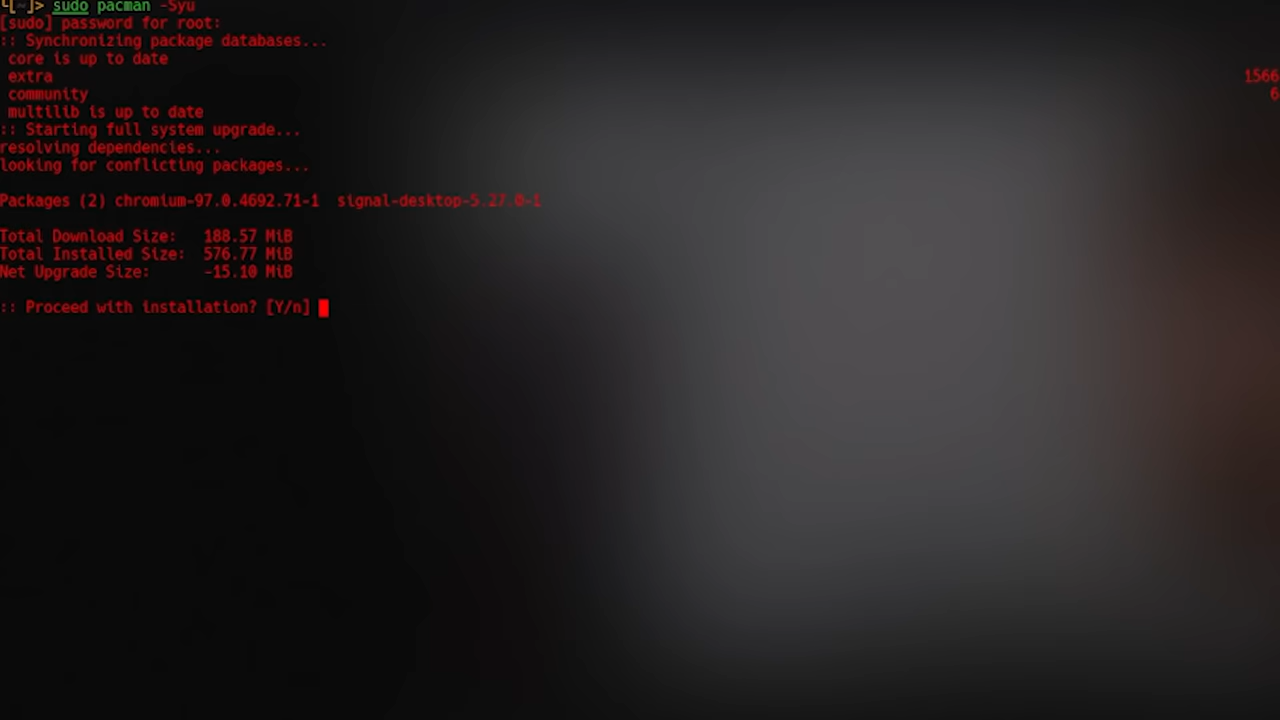 └[~]> sudo pacman -Syu
[sudo] password for root:
:: Synchronizing package databases...
 core is up to date
 extra 1566
 community 6
 multilib is up to date
:: Starting full system upgrade...
resolving dependencies...
looking for conflicting packages...

Packages (2) chromium-97.0.4692.71-1  signal-desktop-5.27.0-1

Total Download Size:   188.57 MiB
Total Installed Size:  576.77 MiB
Net Upgrade Size:      -15.10 MiB

:: Proceed with installation? [Y/n]